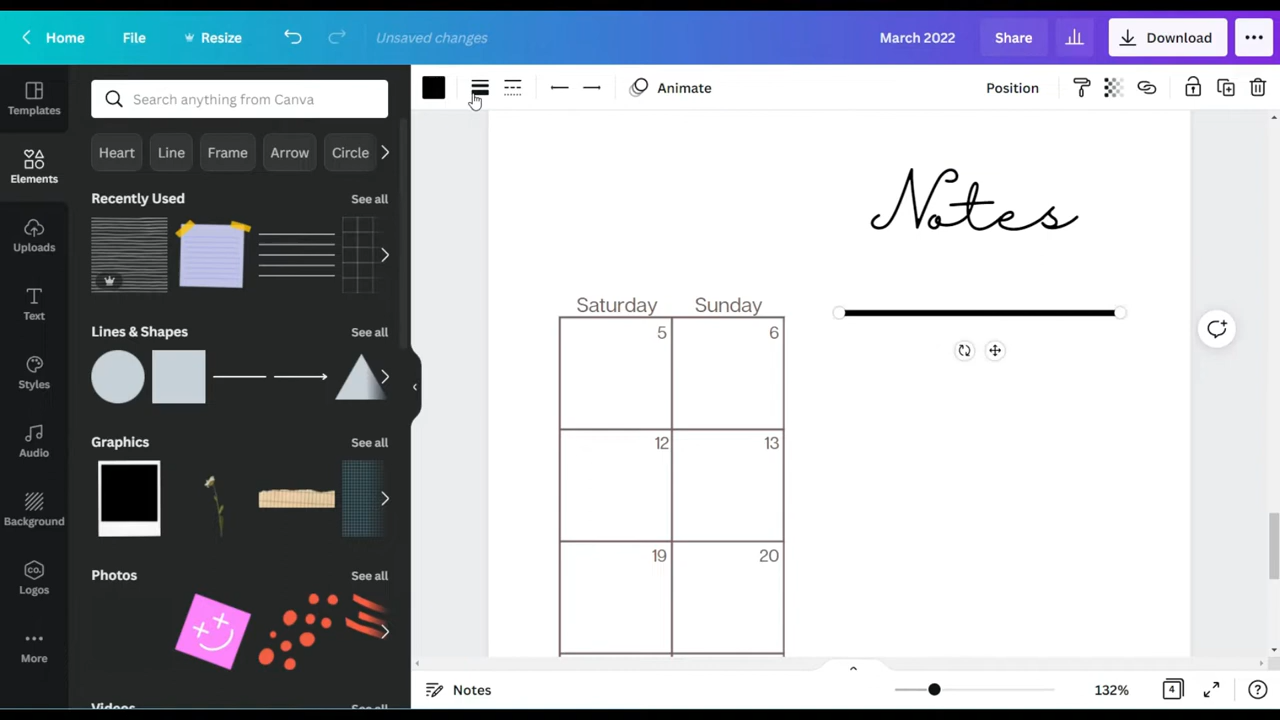 Home
File
Resize
Unsaved changes
March 2022
Share
Download
Templates
Search anything from Canva
Animate
Position
Elements
Heart
Line
Frame
Arrow
Circle
Recently Used
See all
Uploads
Notes
Text
Lines & Shapes
See all
Saturday
Sunday
5
6
Styles
Audio
Graphics
See all
12
13
Background
co.
Logos
Photos
See all
19
20
More
Videos
Notes
132%
4
?